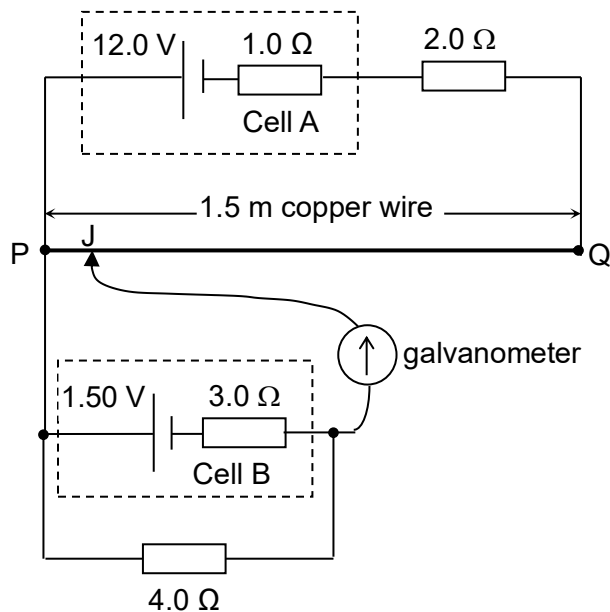 12.0 V 1.0 Ω 2.0 Ω
Cell A
1.5 m copper wire
P J Q
galvanometer
1.50 V 3.0 Ω
Cell B
4.0 Ω